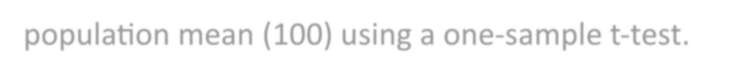 population mean (100) using a one-sample t-test.